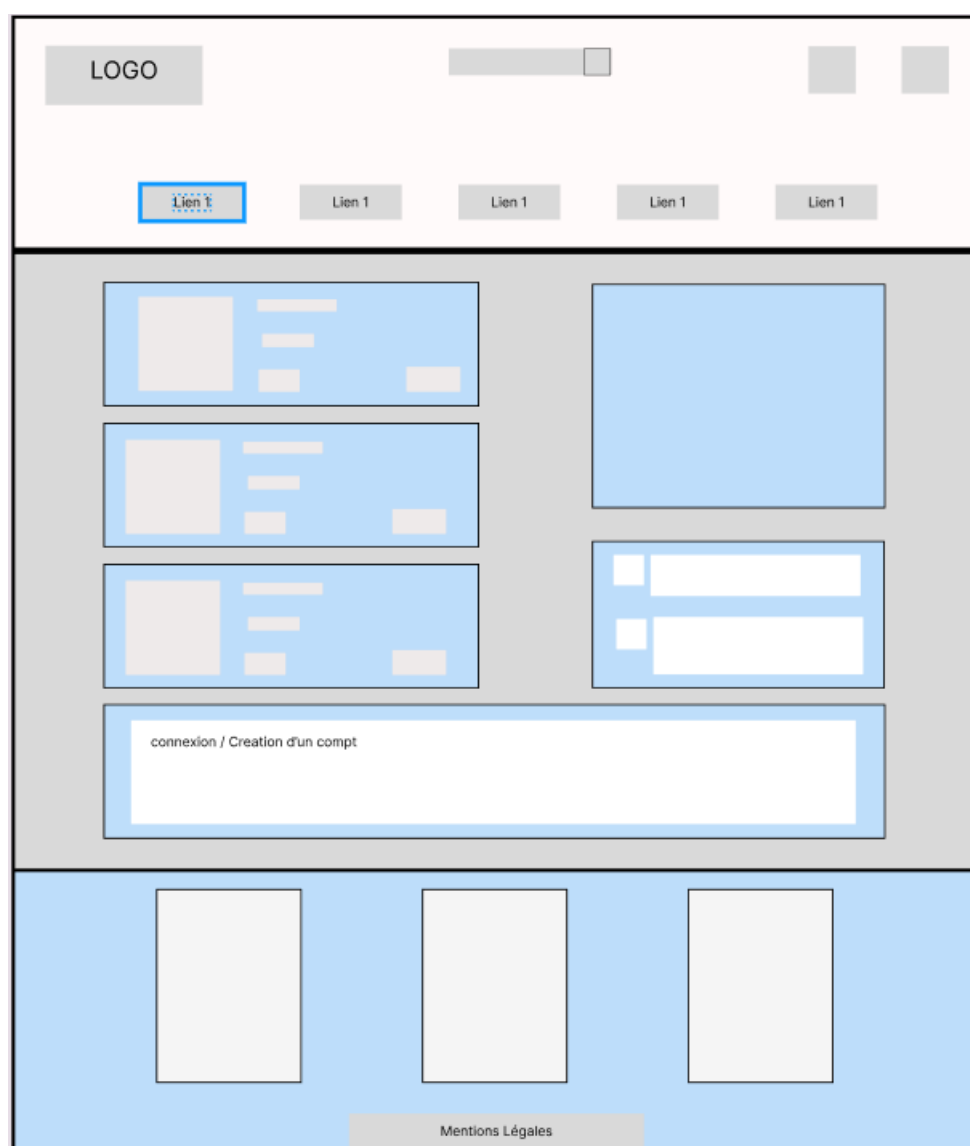 LOGO
Lien 1
Lien 1
Lien 1
Lien 1
Lien 1
connexion / Creation d'un compt
Mentions Légales